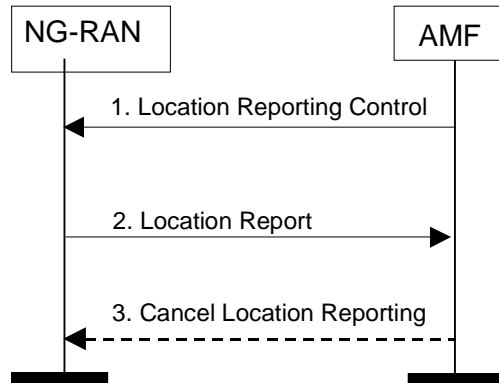 NG-RAN
AMF
1. Location Reporting Control
2. Location Report
3. Cancel Location Reporting